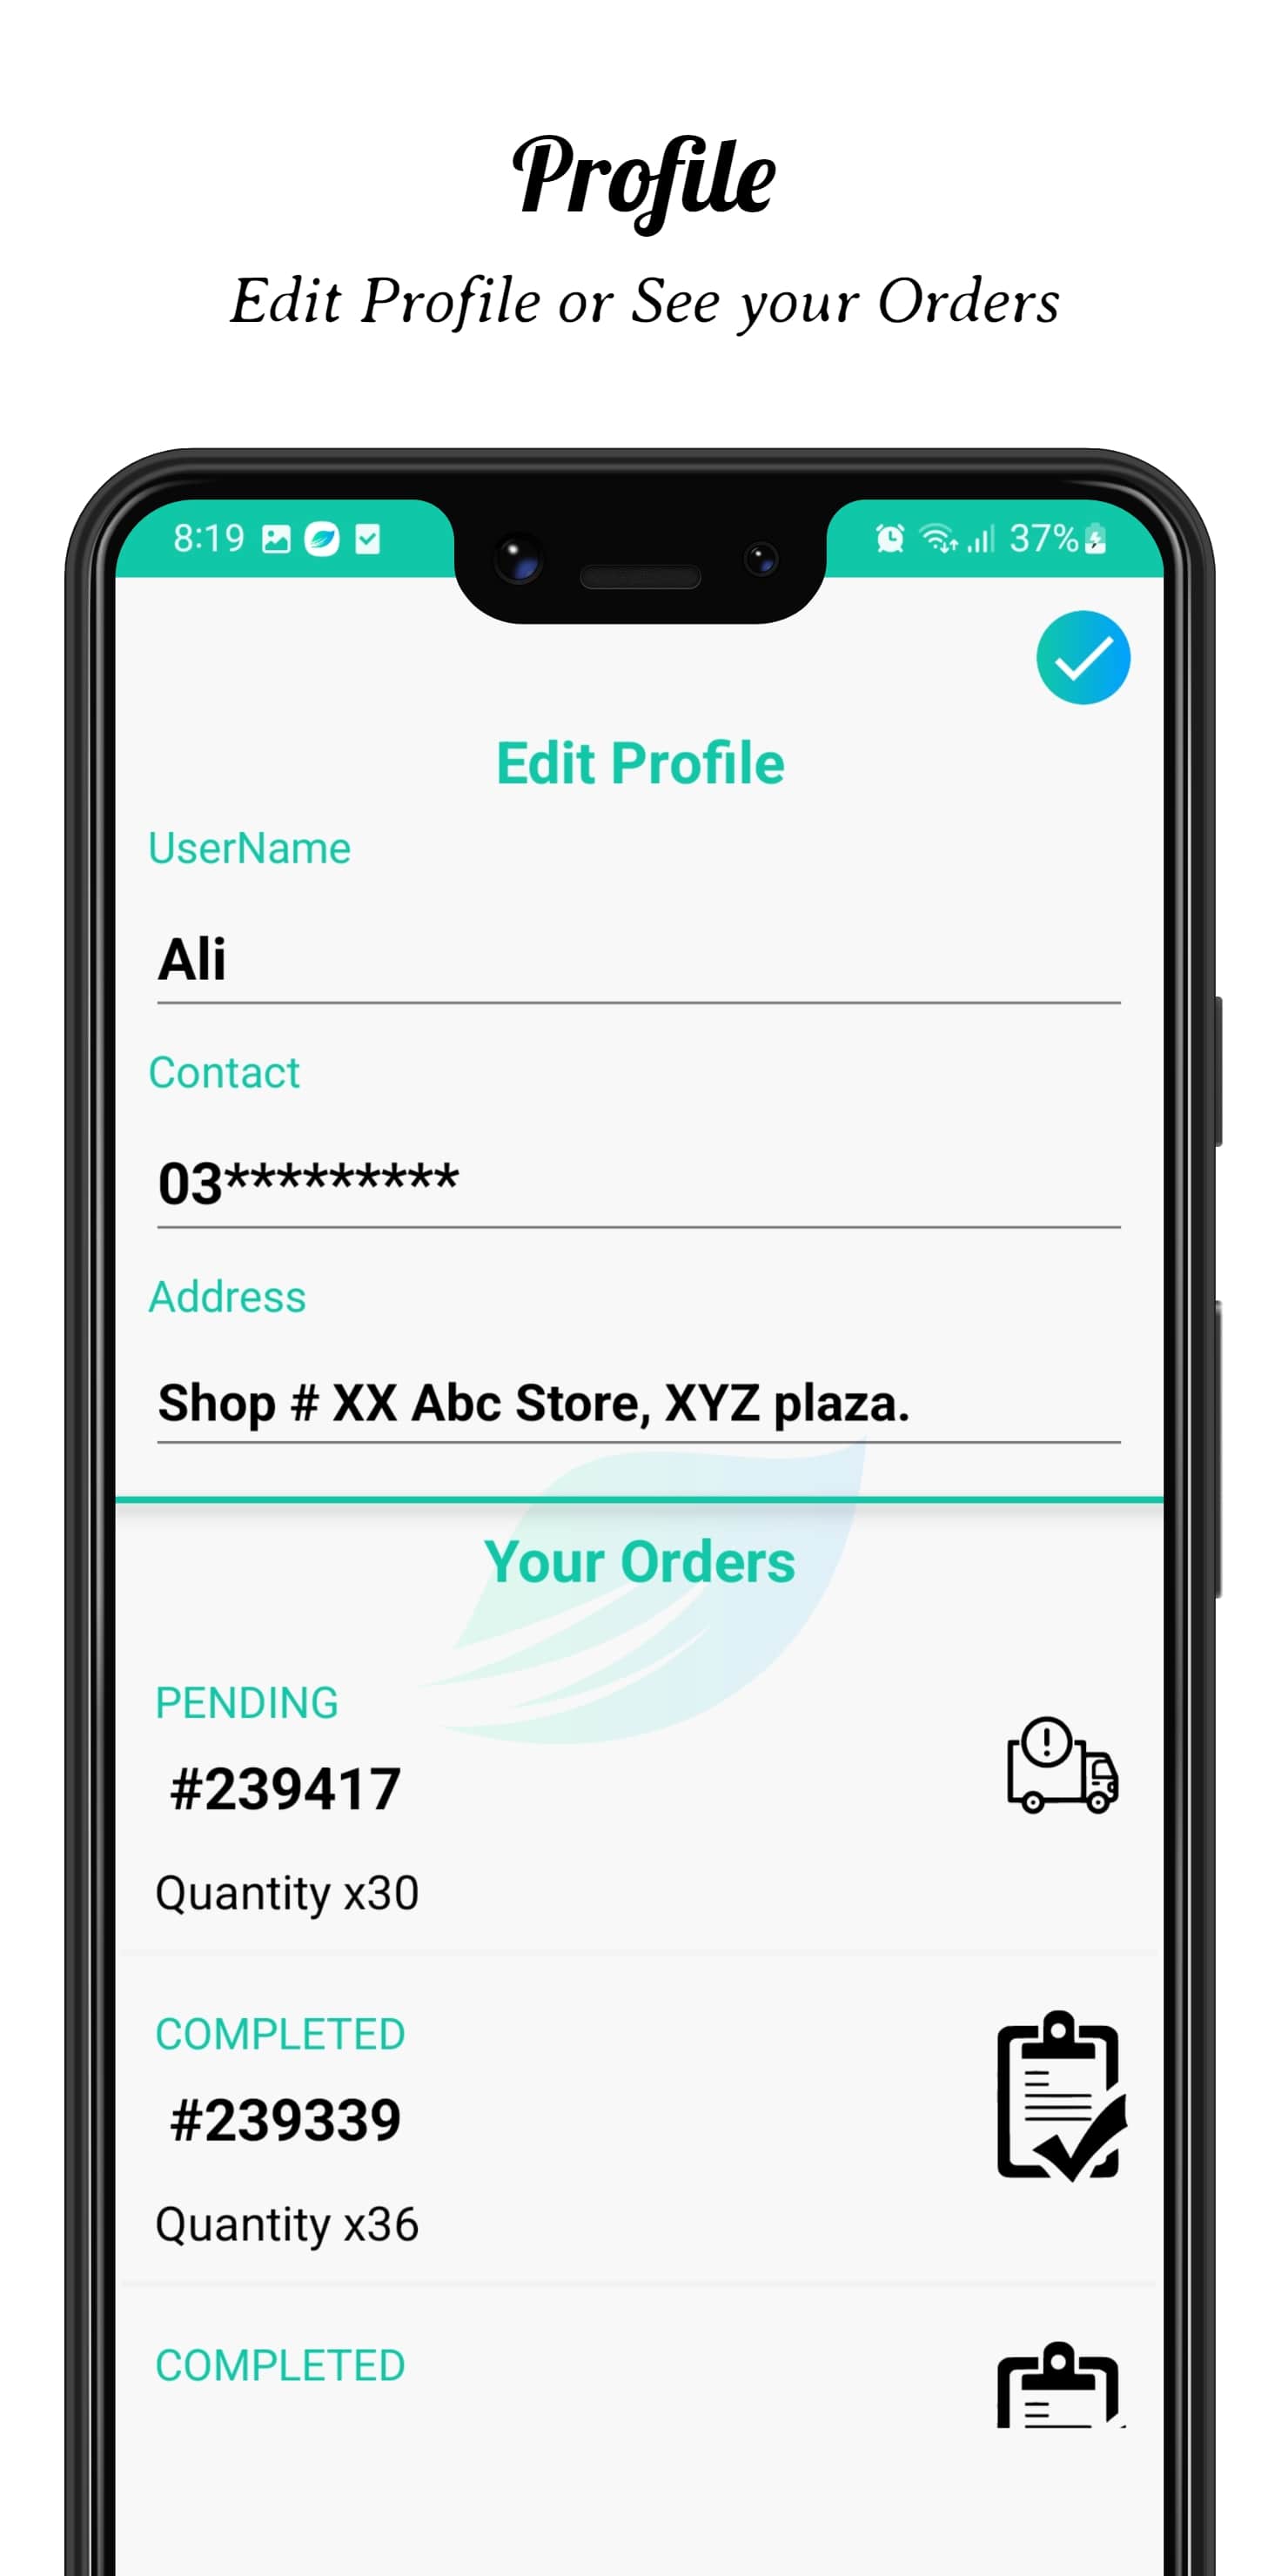 Profile
Edit Profile or See your Orders
8:19 37%
Edit Profile
UserName
Ali
Contact
03*********
Address
Shop # XX Abc Store, XYZ plaza.
Your Orders
PENDING
#239417
Quantity x30
COMPLETED
#239339
Quantity x36
COMPLETED